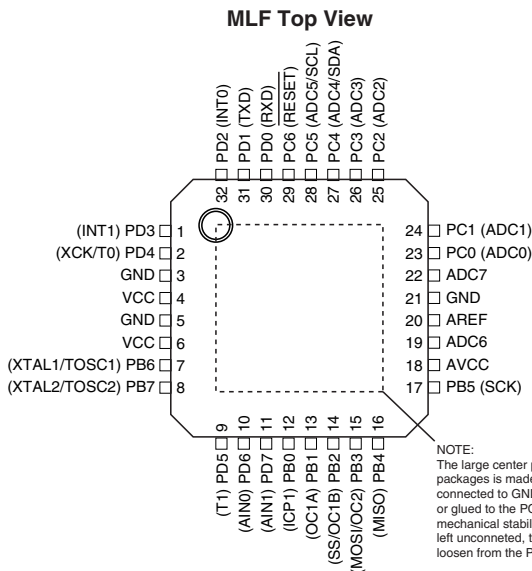 MLF Top View
32 PD2 (INT0)
31 PD1 (TXD)
30 PD0 (RXD)
29 PC6 (RESET)
28 PC5 (ADC5/SCL)
27 PC4 (ADC4/SDA)
26 PC3 (ADC3)
25 PC2 (ADC2)
(INT1) PD3 1
(XCK/T0) PD4 2
GND 3
VCC 4
GND 5
VCC 6
(XTAL1/TOSC1) PB6 7
(XTAL2/TOSC2) PB7 8
24 PC1 (ADC1)
23 PC0 (ADC0)
22 ADC7
21 GND
20 AREF
19 ADC6
18 AVCC
17 PB5 (SCK)
(T1) PD5 9
(AIN0) PD6 10
(AIN1) PD7 11
(ICP1) PB0 12
(OC1A) PB1 13
(SS/OC1B) PB2 14
MOSI/OC2) PB3 15
(MISO) PB4 16
NOTE:
The large center
packages is made
connected to GND
or glued to the
mechanical
left unconneted,
loosen from the